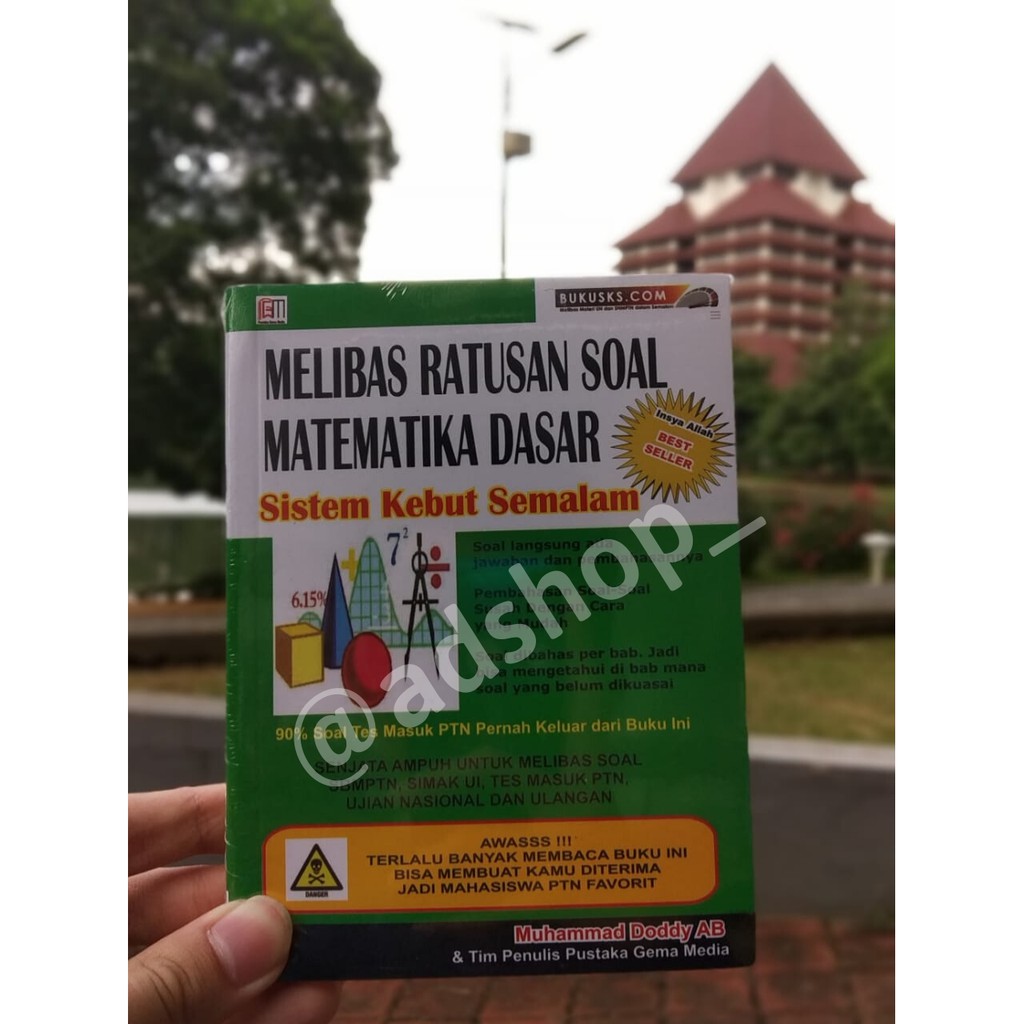 BUKUSKS.COM
MELIBAS RATUSAN SOAL
MATEMATIKA DASAR
Insya Allah
BEST
SELLER
Sistem Kebut Semalam
7²
6.15%
Soal langsung ada
jawaban dan pembahasannya
Pembahasan Soal-Soal
Susah Dengan Cara
yang Mudah
Soal dibahas per bab. Jadi
bisa mengetahui di bab mana
soal yang belum dikuasai
@adshop_
90% Soal Tes Masuk PTN Pernah Keluar dari Buku Ini
SENJATA AMPUH UNTUK MELIBAS SOAL
SBMPTN, SIMAK UI, TES MASUK PTN,
UJIAN NASIONAL DAN ULANGAN
AWASSS !!!
TERLALU BANYAK MEMBACA BUKU INI
BISA MEMBUAT KAMU DITERIMA
JADI MAHASISWA PTN FAVORIT
DANGER
Muhammad Doddy AB
& Tim Penulis Pustaka Gema Media